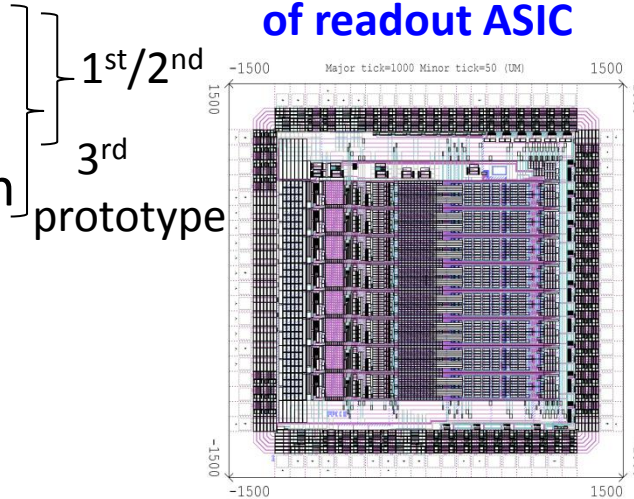 of readout ASIC
1st/2nd
3rd
prototype
n
-1500 Major tick=1000 Minor tick=50 (UM) 1500
1500
-1500
-1500 1500